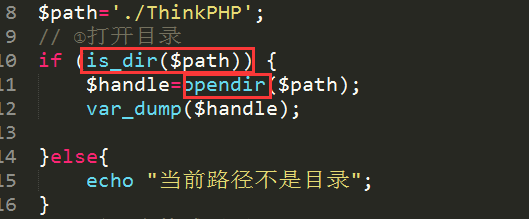 8 $path='./ThinkPHP';
9 // ①打开目录
10 if (is_dir($path)) {
11 $handle=opendir($path);
12 var_dump($handle);
13
14 }else{
15 echo "当前路径不是目录";
16 }